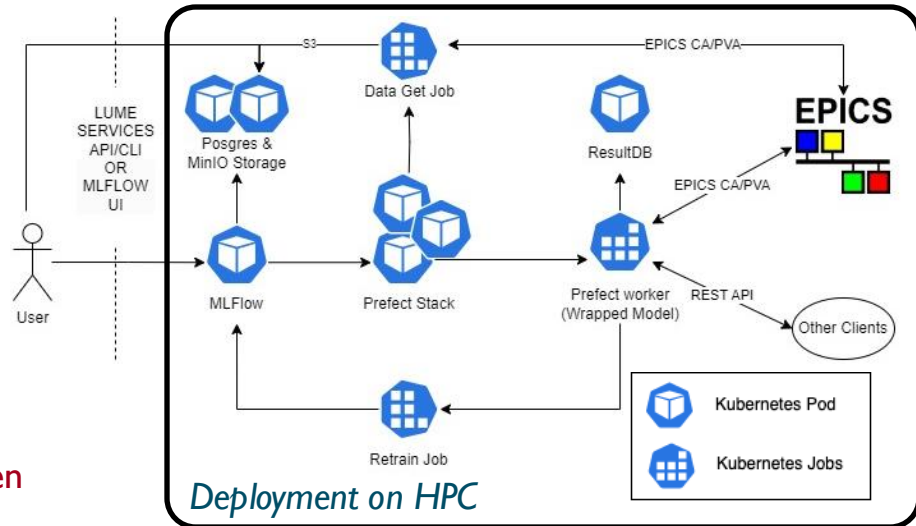 S3
EPICS CA/PVA
Data Get Job
LUME
SERVICES
API/CLI
OR
MLFLOW
UI
Posgres &
MinIO Storage
ResultDB
EPICS
EPICS CA/PVA
User
MLFlow
Prefect Stack
Prefect worker
(Wrapped Model)
REST API
Other Clients
Retrain Job
Kubernetes Pod
Kubernetes Jobs
en
Deployment on HPC